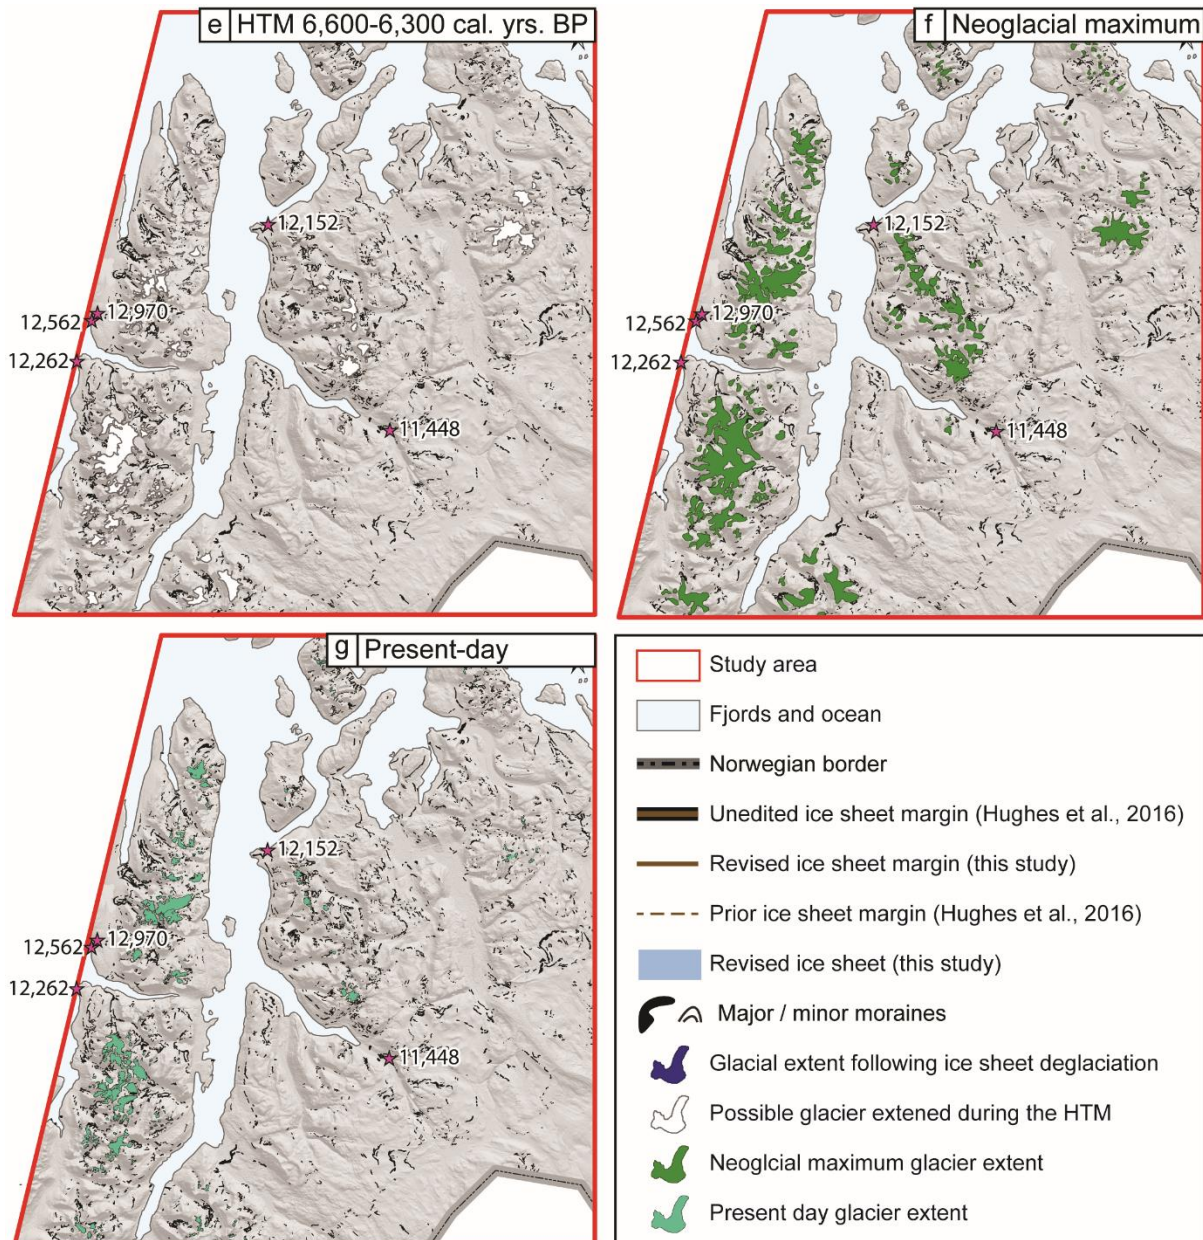 e HTM 6,600-6,300 cal. yrs. BP
12,152
12,970
12,562
12,262
11,448
f Neoglacial maximum
12,152
12,970
12,562
12,262
11,448
g Present-day
12,152
12,970
12,562
12,262
11,448
Study area
Fjords and ocean
Norwegian border
Unedited ice sheet margin (Hughes et al., 2016)
Revised ice sheet margin (this study)
Prior ice sheet margin (Hughes et al., 2016)
Revised ice sheet (this study)
Major / minor moraines
Glacial extent following ice sheet deglaciation
Possible glacier extened during the HTM
Neoglcial maximum glacier extent
Present day glacier extent